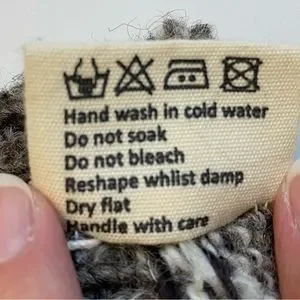 Hand wash in cold water
Do not soak
Do not bleach
Reshape whilst damp
Dry flat
Handle with care